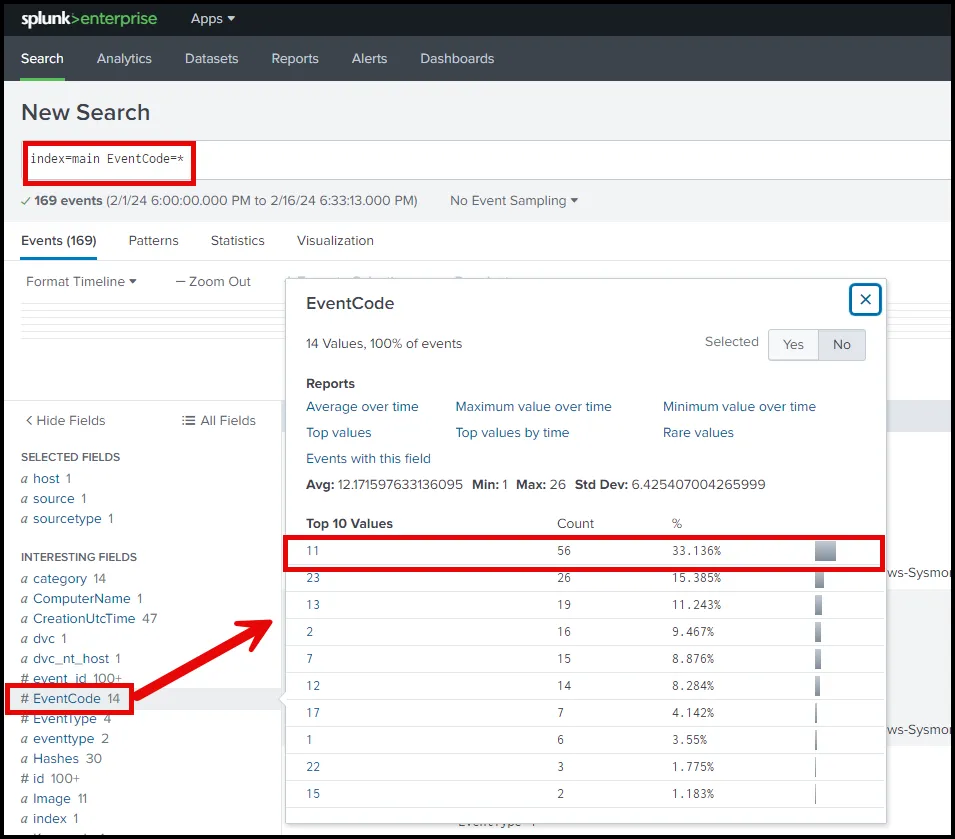 splunk>enterprise Apps
Search Analytics Datasets Reports Alerts Dashboards
New Search
index=main EventCode=*
169 events (2/1/24 6:00:00.000 PM to 2/16/24 6:33:13.000 PM) No Event Sampling
Events (169) Patterns Statistics Visualization
Format Timeline — Zoom Out
EventCode
14 Values, 100% of events Selected Yes No
Reports
Average over time Maximum value over time Minimum value over time
Top values Top values by time Rare values
Events with this field
Avg: 12.171597633136095 Min: 1 Max: 26 Std Dev: 6.425407004265999
Top 10 Values Count %
11 56 33.136%
23 26 15.385%
13 19 11.243%
2 16 9.467%
7 15 8.876%
12 14 8.284%
17 7 4.142%
1 6 3.55%
22 3 1.775%
15 2 1.183%
Hide Fields All Fields
SELECTED FIELDS
a host 1
a source 1
a sourcetype 1
INTERESTING FIELDS
a category 14
a ComputerName 1
a CreationUtcTime 47
a dvc 1
a dvc_nt_host 1
# event_id 100+
# EventCode 14
# EventType 4
a eventtype 2
a Hashes 30
# id 100+
a Image 11
a index 1
ws-Sysmon
ws-Sysmon